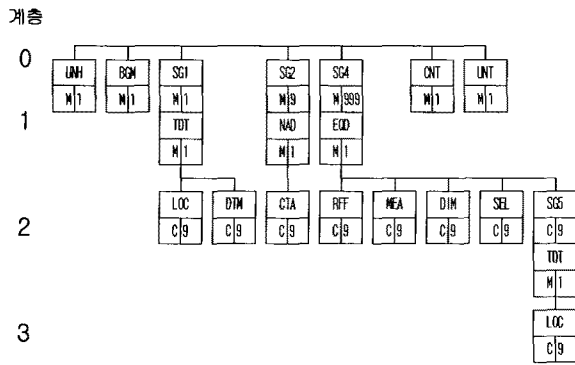 계층
0
UNH BGM SG1 SG2 SG4 CNT UNT
M 1 M 1 M 1 M 9 M 999 M 1 M 1
1
TDT NAD EQD
M 1 M 1 M 1
LOC DTM CTA RFF MEA DIM SEL SG5
2
C 9 C 9 C 9 C 9 C 9 C 9 C 9 C 9
TDT
M 1
3
LOC
C 9